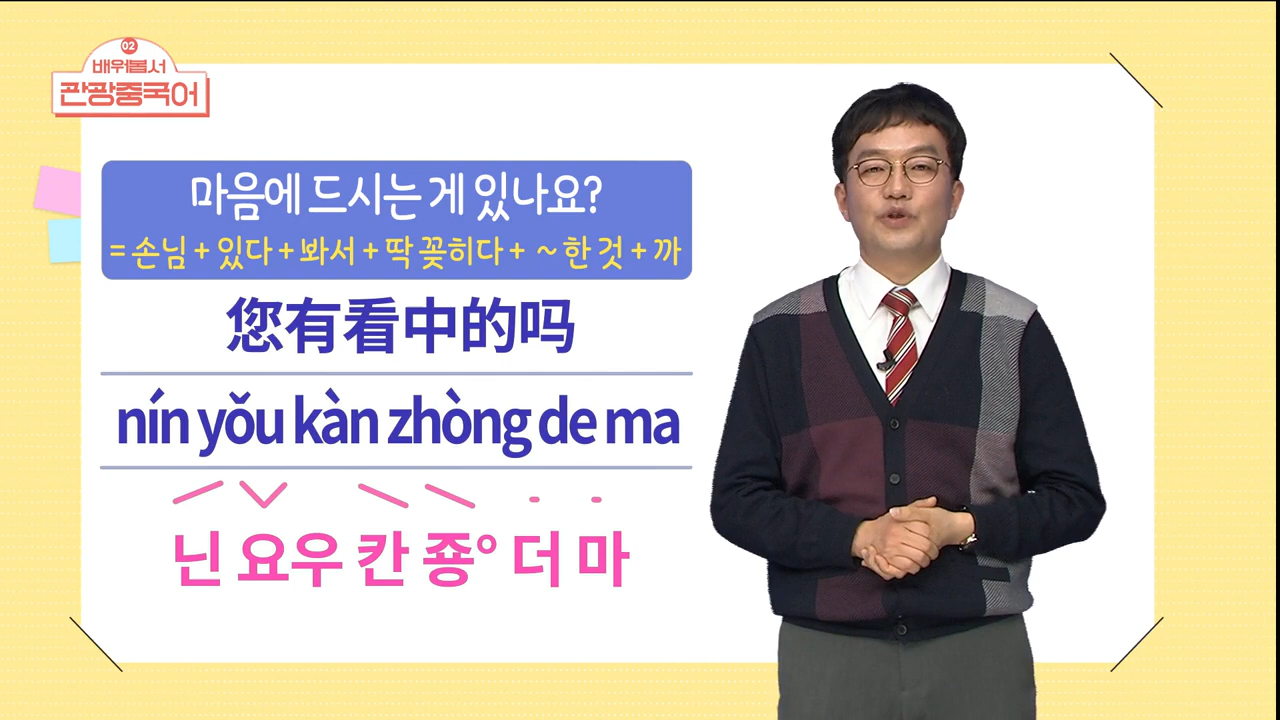 02
배워봅서
관광중국어
마음에 드시는 게 있나요?
= 손님 + 있다 + 봐서 + 딱 꽂히다 + ~ 한 것 + 까
您有看中的吗
nín yǒu kàn zhòng de ma
닌 요우 칸 죵° 더 마